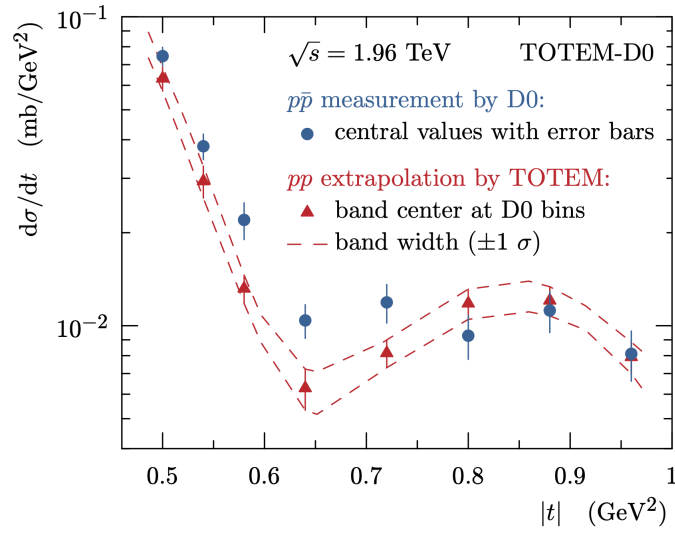 10⁻¹
√s = 1.96 TeV TOTEM-D0
pp̄ measurement by D0:
central values with error bars
pp extrapolation by TOTEM:
band center at D0 bins
band width (±1 σ)
dσ/dt (mb/GeV²)
10⁻²
0.5 0.6 0.7 0.8 0.9 1
|t| (GeV²)